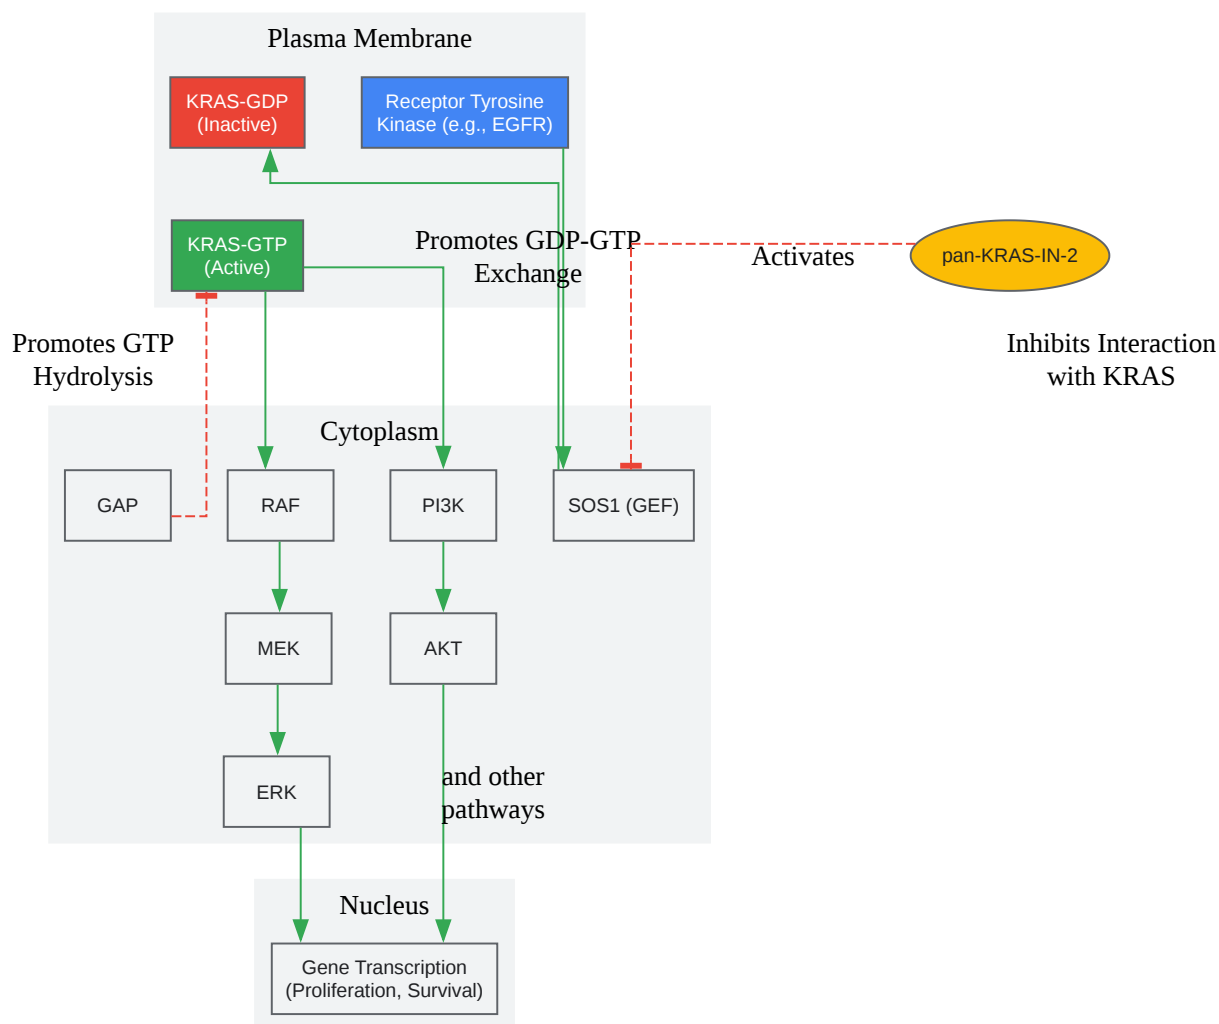 Plasma Membrane
KRAS-GDP
(Inactive)
Receptor Tyrosine
Kinase (e.g., EGFR)
KRAS-GTP
(Active)
Promotes GDP-GTP
Exchange
Activates
pan-KRAS-IN-2
Promotes GTP
Hydrolysis
Inhibits Interaction
with KRAS
Cytoplasm
GAP
RAF
PI3K
SOS1 (GEF)
MEK
AKT
ERK
and other
pathways
Nucleus
Gene Transcription
(Proliferation, Survival)